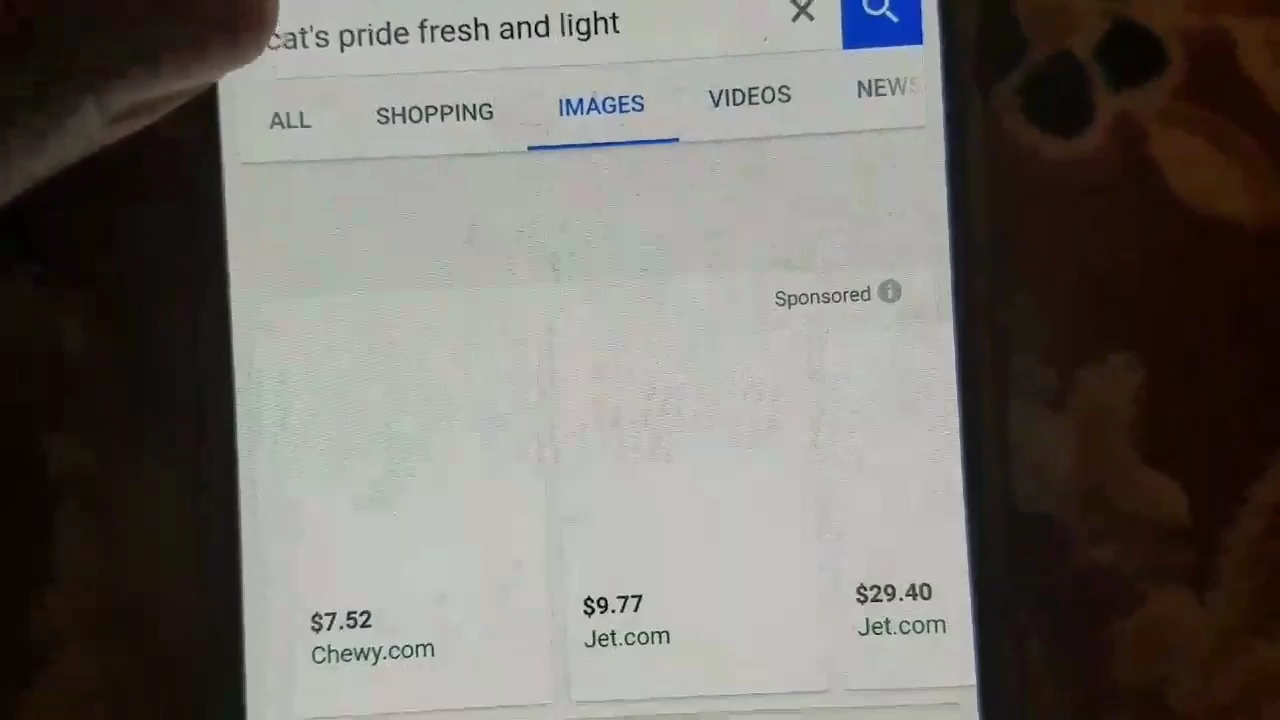 cat's pride fresh and light
ALL SHOPPING IMAGES VIDEOS NEWS
Sponsored
$7.52 $9.77 $29.40
Chewy.com Jet.com Jet.com